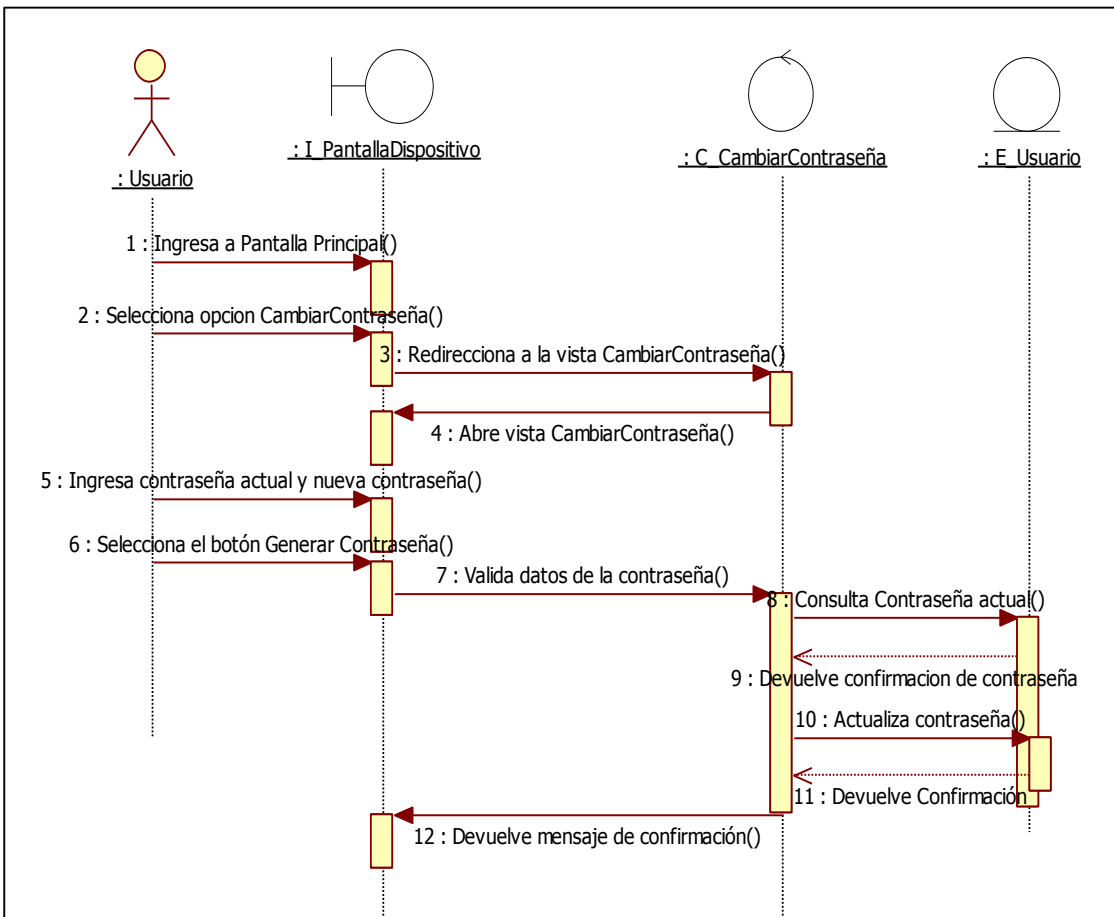 : I_PantallaDispositivo
: C_CambiarContraseña
: E_Usuario
: Usuario
1 : Ingresa a Pantalla Principal()
2 : Selecciona opcion CambiarContraseña()
3 : Redirecciona a la vista CambiarContraseña()
4 : Abre vista CambiarContraseña()
5 : Ingresa contraseña actual y nueva contraseña()
6 : Selecciona el botón Generar Contraseña()
7 : Valida datos de la contraseña()
8 : Consulta Contraseña actual()
9 : Devuelve confirmacion de contraseña
10 : Actualiza contraseña()
11 : Devuelve Confirmación
12 : Devuelve mensaje de confirmación()